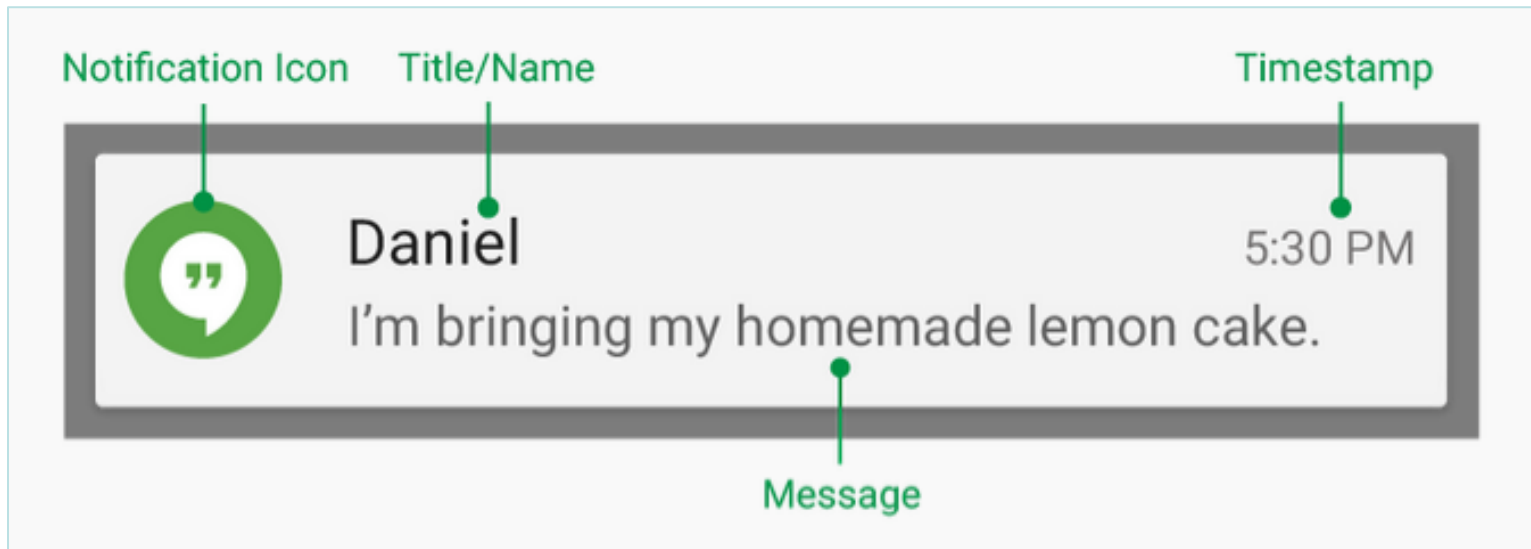 Notification Icon Title/Name Timestamp
Daniel 5:30 PM
I’m bringing my homemade lemon cake.
Message